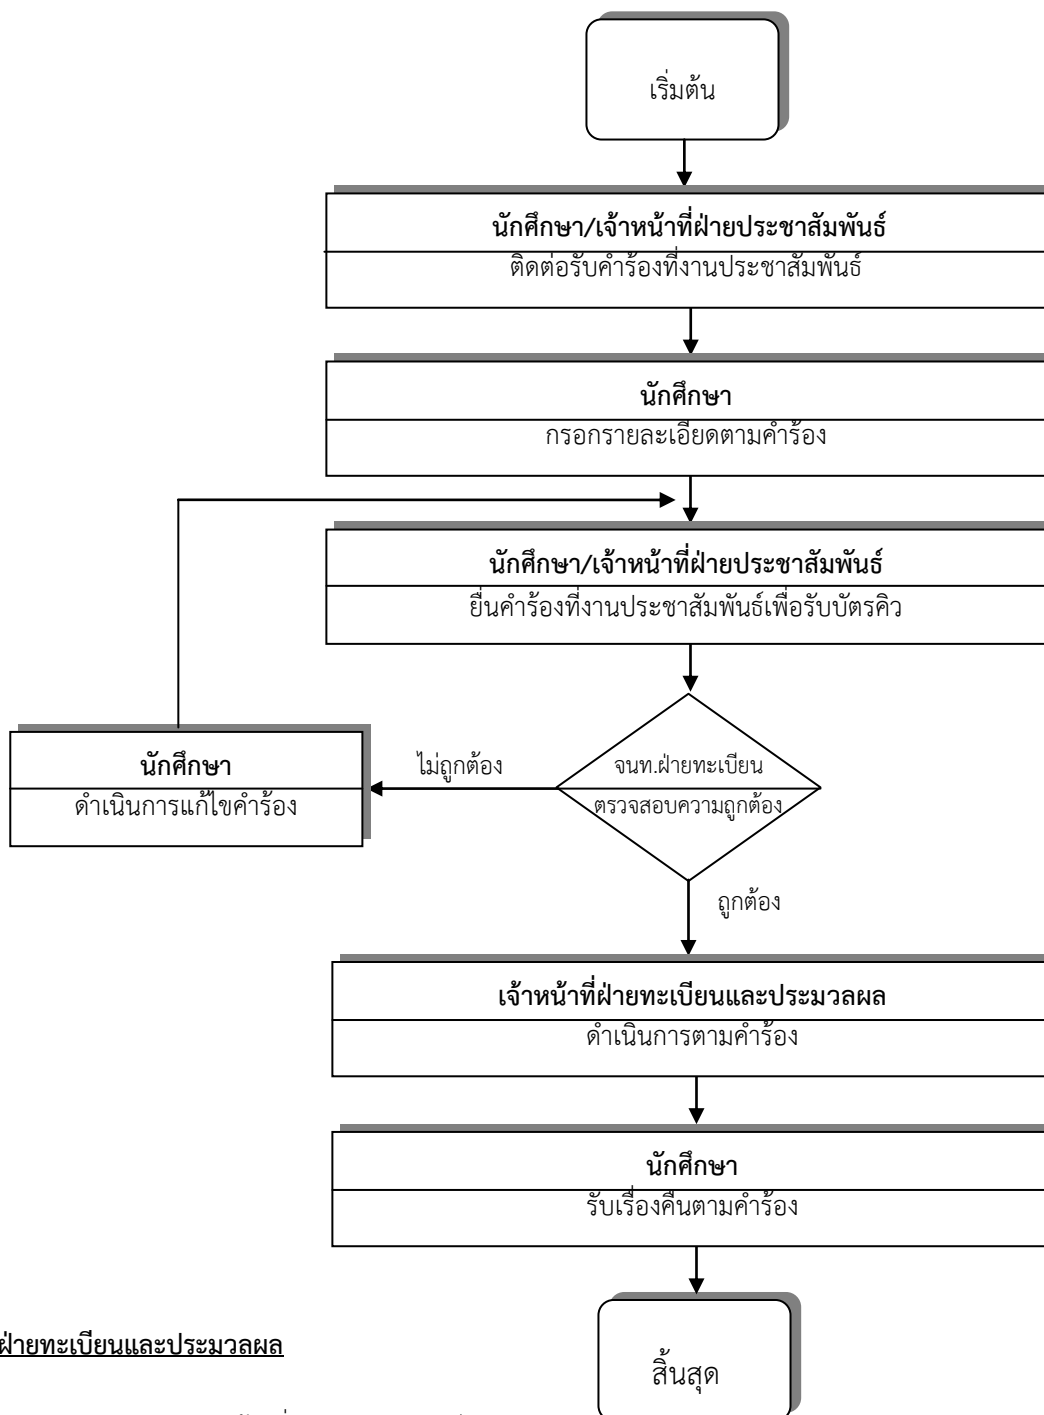 เริ่มต้น
นักศึกษา/เจ้าหน้าที่ฝ่ายประชาสัมพันธ์
ติดต่อรับคำร้องที่งานประชาสัมพันธ์
นักศึกษา
กรอกรายละเอียดตามคำร้อง
นักศึกษา/เจ้าหน้าที่ฝ่ายประชาสัมพันธ์
ยื่นคำร้องที่งานประชาสัมพันธ์เพื่อรับบัตรคิว
จนท.ฝ่ายทะเบียน
ตรวจสอบความถูกต้อง
ไม่ถูกต้อง
นักศึกษา
ดำเนินการแก้ไขคำร้อง
ถูกต้อง
เจ้าหน้าที่ฝ่ายทะเบียนและประมวลผล
ดำเนินการตามคำร้อง
นักศึกษา
รับเรื่องคืนตามคำร้อง
ฝ่ายทะเบียนและประมวลผล
สิ้นสุด